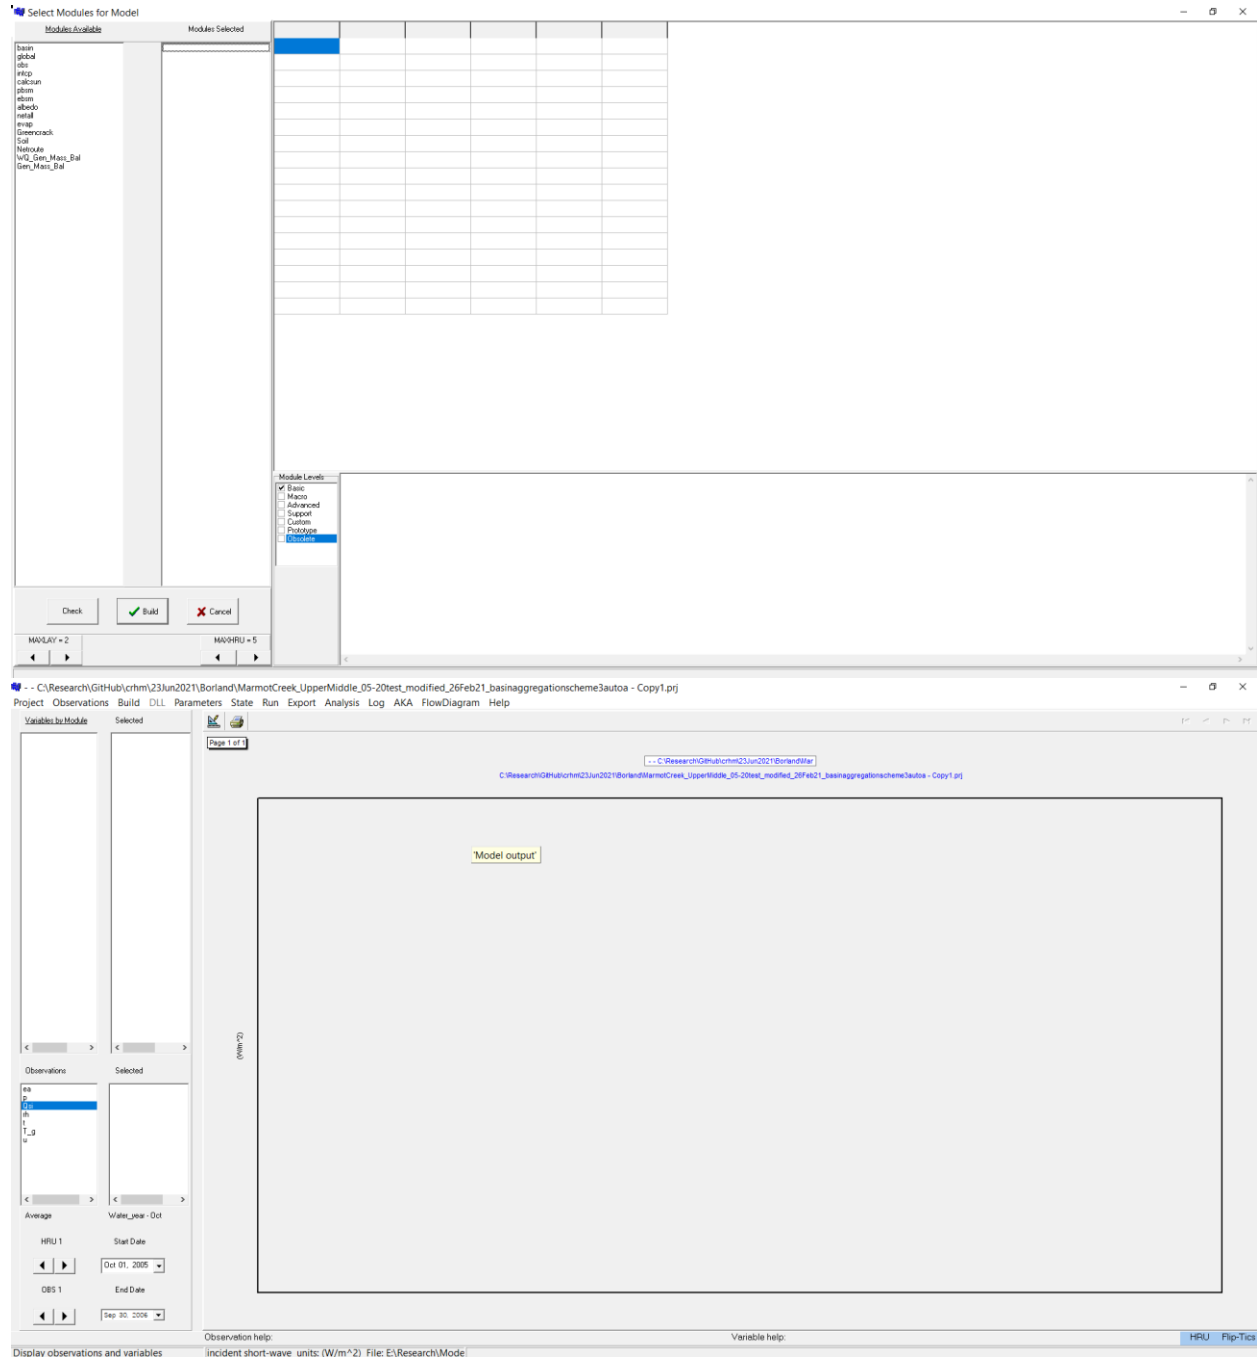 Select Modules for Model
Modules Available Modules Selected
basin
global
obs
intcp
calcsun
pbsm
ebsm
albedo
netall
evap
Greencrack
Soil
Netroute
WQ_Gen_Mass_Bal
Gen_Mass_Bal
Module Levels
Basic
Macro
Advanced
Support
Custom
Prototype
Obsolete
Check Build Cancel
MAXLAY = 2 MAXHRU = 5
- - C:\Research\GitHub\crhm\23Jun2021\Borland\MarmotCreek_UpperMiddle_05-20test_modified_26Feb21_basinaggregationscheme3autoa - Copy1.prj
Project Observations Build DLL Parameters State Run Export Analysis Log AKA FlowDiagram Help
Variables by Module Selected
Page 1 of 1
- - C:\Research\GitHub\crhm\23Jun2021\Borland\Mar
C:\Research\GitHub\crhm\23Jun2021\Borland\MarmotCreek_UpperMiddle_05-20test_modified_26Feb21_basinaggregationscheme3autoa - Copy1.prj
'Model output'
(W/m^2)
Observations Selected
ea
p
Qsi
rh
t
T_g
u
Average Water_year - Oct
HRU 1 Start Date
Oct 01, 2005
OBS 1 End Date
Sep 30, 2006
Observation help: Variable help: HRU Flip-Tics
Display observations and variables incident short-wave units: (W/m^2) File: E:\Research\Mode